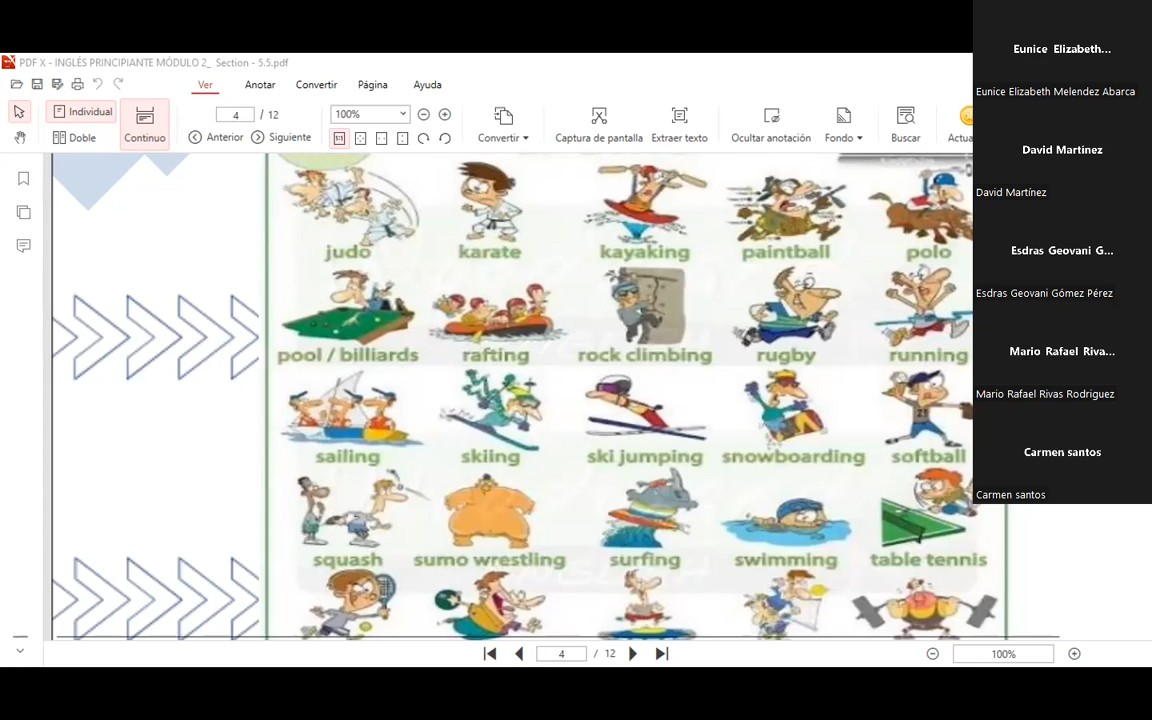 PDF X - INGLÉS PRINCIPIANTE MÓDULO 2_ Section - 5.5.pdf
Ver Anotar Convertir Página Ayuda
Individual
Doble
Continuo
4 / 12
Anterior Siguiente
100%
Convertir
Captura de pantalla
Extraer texto
Ocultar anotación
Fondo
Buscar
Actua
judo karate kayaking paintball polo
pool / billiards rafting rock climbing rugby running
sailing skiing ski jumping snowboarding softball
squash sumo wrestling surfing swimming table tennis
4 / 12
100%
Eunice Elizabeth...
Eunice Elizabeth Melendez Abarca
David Martínez
David Martínez
Esdras Geovani G...
Esdras Geovani Gómez Pérez
Mario Rafael Riva...
Mario Rafael Rivas Rodriguez
Carmen santos
Carmen santos